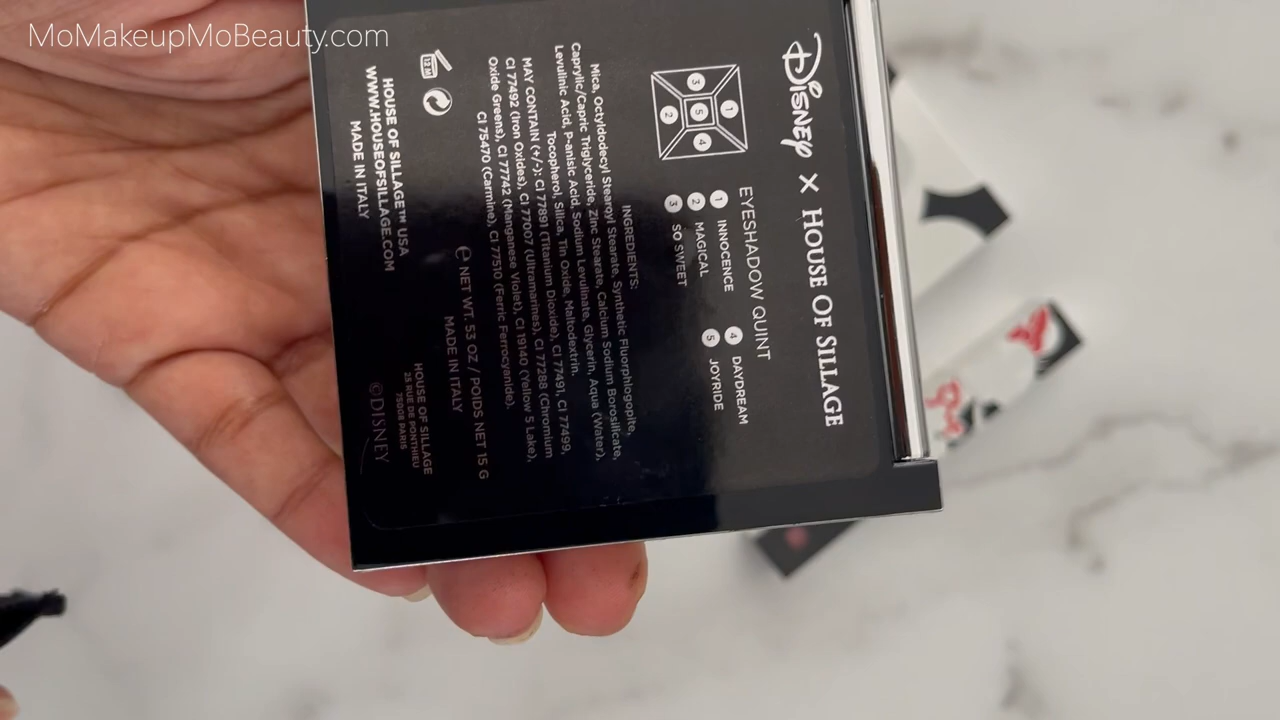 MoMakeupMoBeauty.com
Disney × HOUSE OF SILLAGE
EYESHADOW QUINT
3
1
5
2
4
1 INNOCENCE
2 MAGICAL
3 SO SWEET
4 DAYDREAM
5 JOYRIDE
INGREDIENTS:
Mica, Octyldodecyl Stearoyl Stearate, Synthetic Fluorphlogopite,
Caprylic/Capric Triglyceride, Zinc Stearate, Calcium Sodium Borosilicate,
Levulinic Acid, P-anisic Acid, Sodium Levulinate, Glycerin, Aqua (Water),
Tocopherol, Silica, Tin Oxide, Maltodextrin.
MAY CONTAIN (+/-): CI 77891 (Titanium Dioxide), CI 77491, CI 77499,
CI 77492 (Iron Oxides), CI 77007 (Ultramarines), CI 77288 (Chromium
Oxide Greens), CI 77742 (Manganese Violet), CI 19140 (Yellow 5 Lake),
CI 75470 (Carmine), CI 77510 (Ferric Ferrocyanide).
℮ NET WT. .53 OZ / POIDS NET 15 G
MADE IN ITALY
12 M
HOUSE OF SILLAGE™ USA
WWW.HOUSEOFSILLAGE.COM
MADE IN ITALY
HOUSE OF SILLAGE
25 RUE DE PONTHIEU
75008 PARIS
©DISNEY